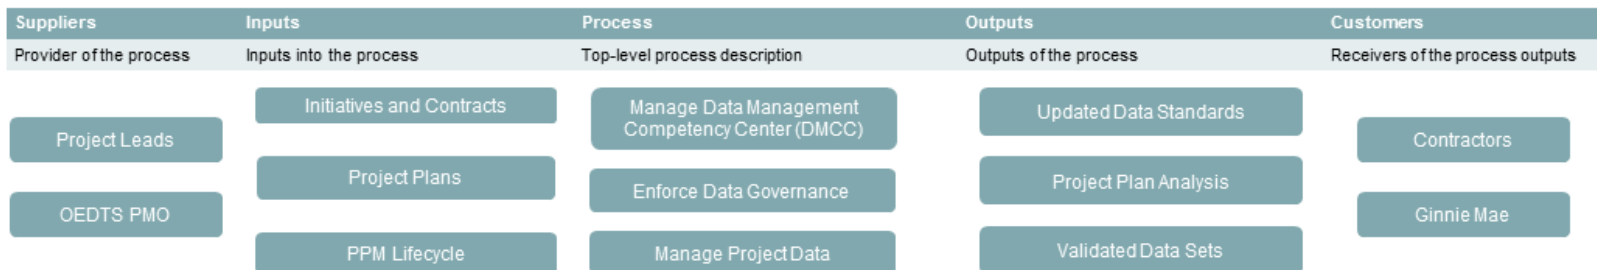 Suppliers Inputs Process Outputs Customers
Provider of the process Inputs into the process Top-level process description Outputs of the process Receivers of the process outputs
Project Leads
OEDTS PMO
Initiatives and Contracts
Project Plans
PPM Lifecycle
Manage Data Management
Competency Center (DMCC)
Enforce Data Governance
Manage Project Data
Updated Data Standards
Project Plan Analysis
Validated Data Sets
Contractors
Ginnie Mae